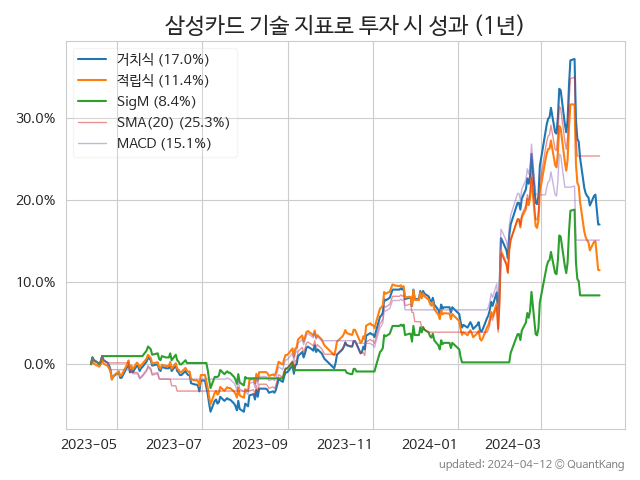 삼성카드 기술 지표로 투자 시 성과 (1년)
거치식 (17.0%)
적립식 (11.4%)
SigM (8.4%)
SMA(20) (25.3%)
MACD (15.1%)
30.0%
20.0%
10.0%
0.0%
2023-05 2023-07 2023-09 2023-11 2024-01 2024-03
updated: 2024-04-12 © QuantKang